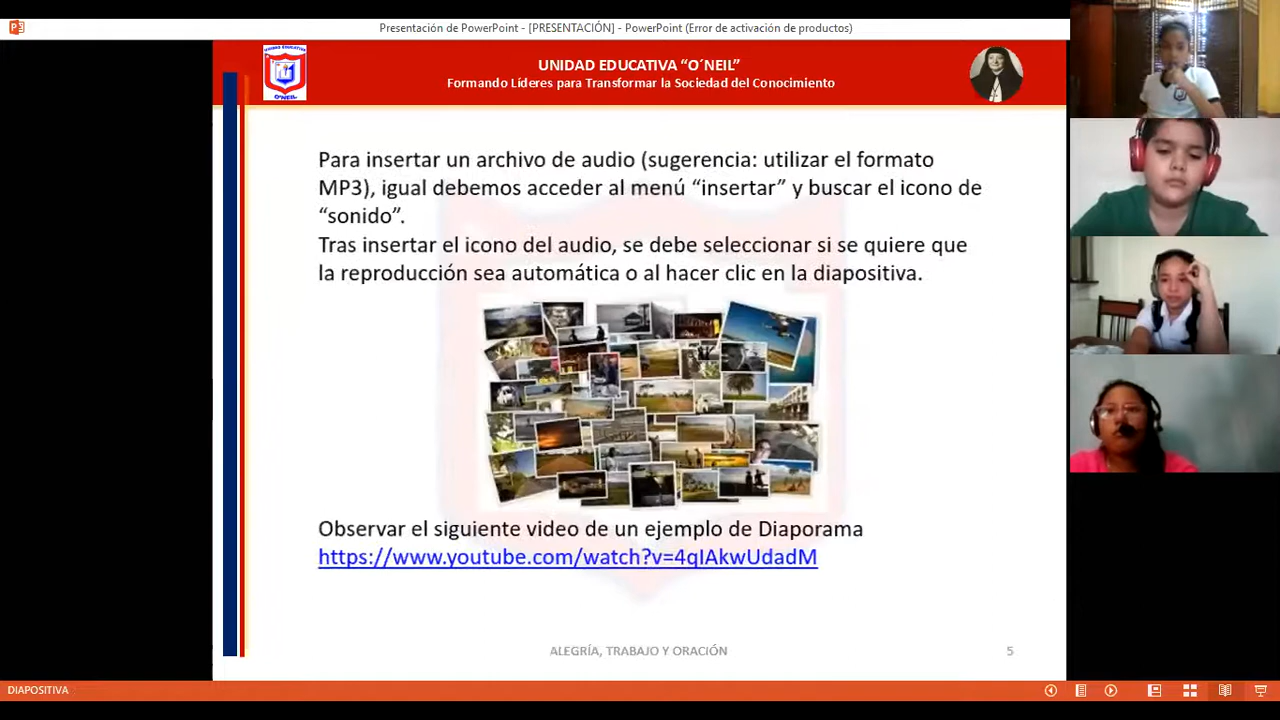 Presentación de PowerPoint - [PRESENTACIÓN] - PowerPoint (Error de activación de productos)
UNIDAD EDUCATIVA
O'NEIL
UNIDAD EDUCATIVA “O´NEIL”
Formando Líderes para Transformar la Sociedad del Conocimiento
Para insertar un archivo de audio (sugerencia: utilizar el formato
MP3), igual debemos acceder al menú “insertar” y buscar el icono de
“sonido”.
Tras insertar el icono del audio, se debe seleccionar si se quiere que
la reproducción sea automática o al hacer clic en la diapositiva.
Observar el siguiente video de un ejemplo de Diaporama
https://www.youtube.com/watch?v=4qIAkwUdadM
ALEGRÍA, TRABAJO Y ORACIÓN
5
DIAPOSITIVA